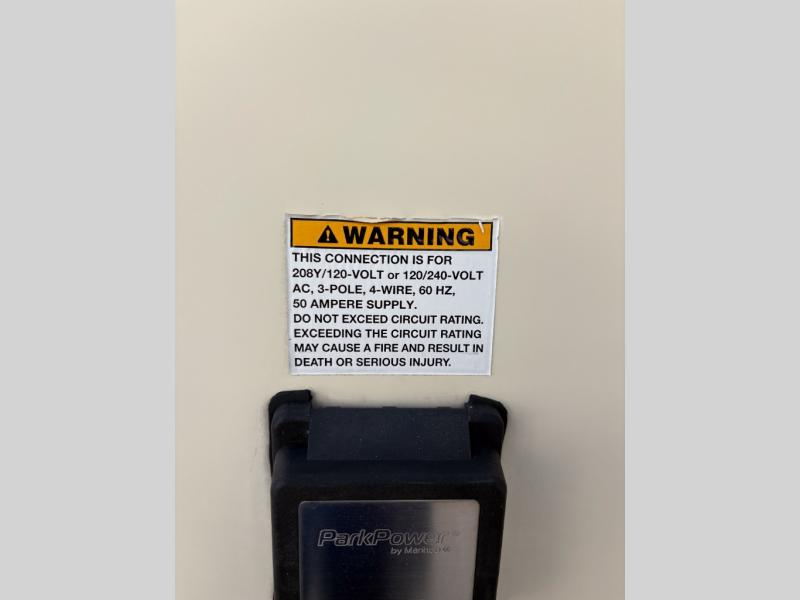 WARNING
THIS CONNECTION IS FOR
208Y/120-VOLT or 120/240-VOLT
AC, 3-POLE, 4-WIRE, 60 HZ,
50 AMPERE SUPPLY.
DO NOT EXCEED CIRCUIT RATING.
EXCEEDING THE CIRCUIT RATING
MAY CAUSE A FIRE AND RESULT IN
DEATH OR SERIOUS INJURY.
ParkPower
by